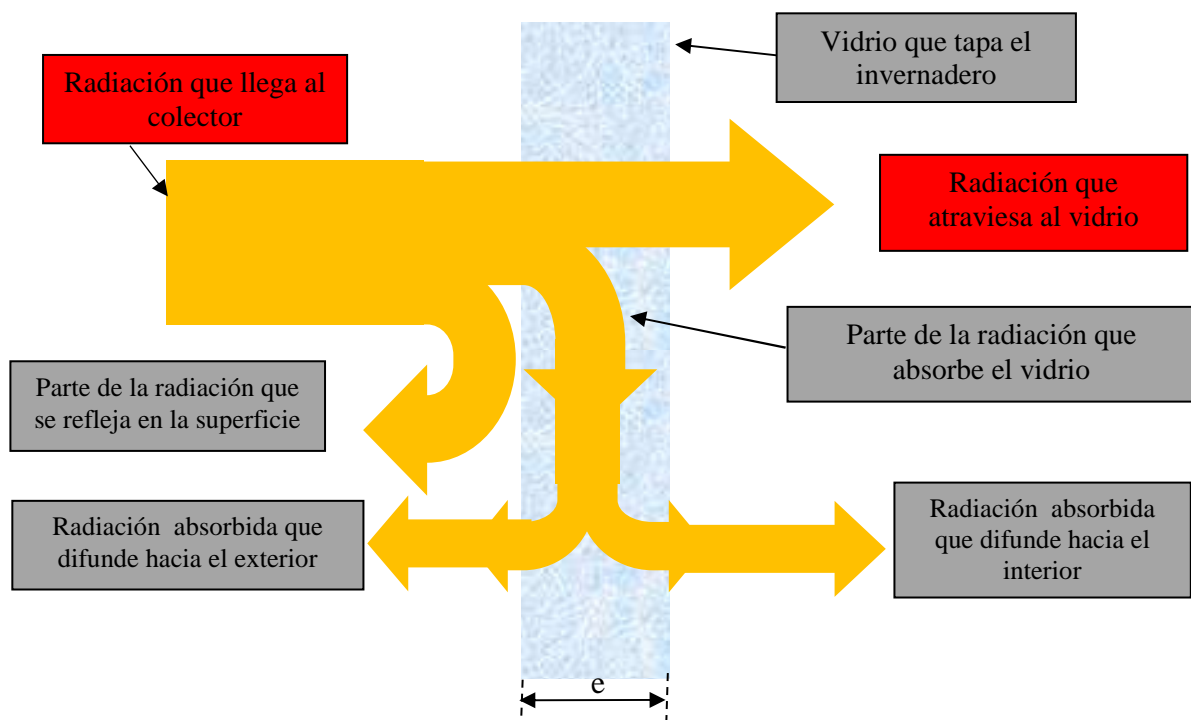 Vidrio que tapa el
invernadero
Radiación que llega al
colector
Radiación que
atraviesa al vidrio
Parte de la radiación que
absorbe el vidrio
Parte de la radiación que
se refleja en la superficie
Radiación absorbida que
difunde hacia el exterior
Radiación absorbida
que difunde hacia el
interior
e